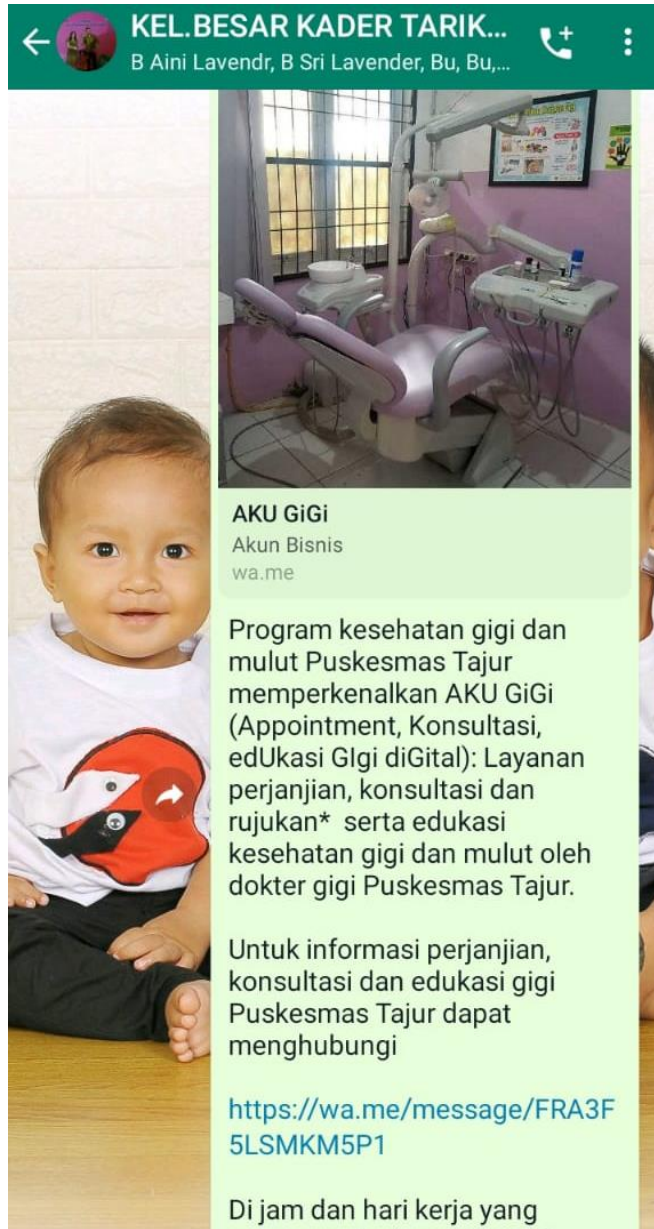 KEL.BESAR KADER TARIK...
B Aini Lavendr, B Sri Lavender, Bu, Bu,...
AKU GiGi
Akun Bisnis
wa.me
Program kesehatan gigi dan
mulut Puskesmas Tajur
memperkenalkan AKU GiGi
(Appointment, Konsultasi,
edUkasi GIgi diGital): Layanan
perjanjian, konsultasi dan
rujukan* serta edukasi
kesehatan gigi dan mulut oleh
dokter gigi Puskesmas Tajur.
Untuk informasi perjanjian,
konsultasi dan edukasi gigi
Puskesmas Tajur dapat
menghubungi
https://wa.me/message/FRA3F
5LSMKM5P1
Di jam dan hari kerja yang